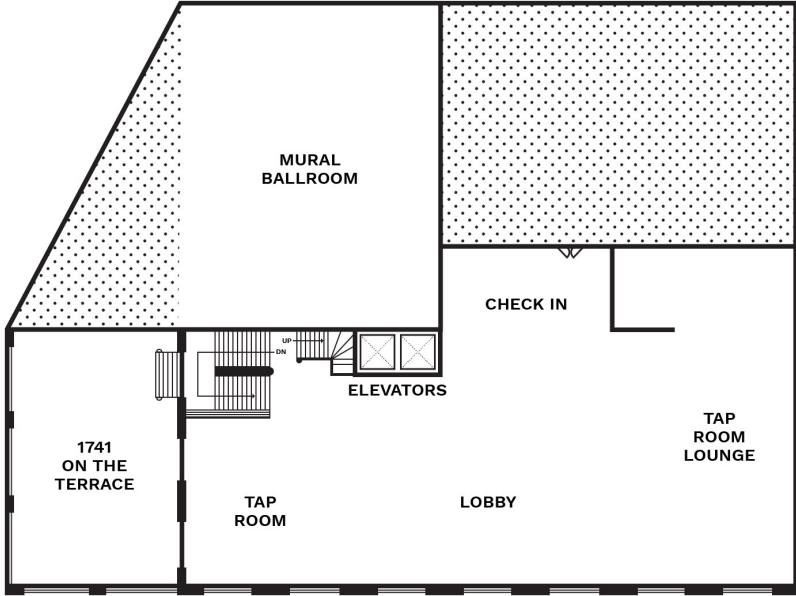 MURAL
BALLROOM
CHECK IN
UP
DN
ELEVATORS
1741
ON THE
TERRACE
TAP
ROOM
LOBBY
TAP
ROOM
LOUNGE